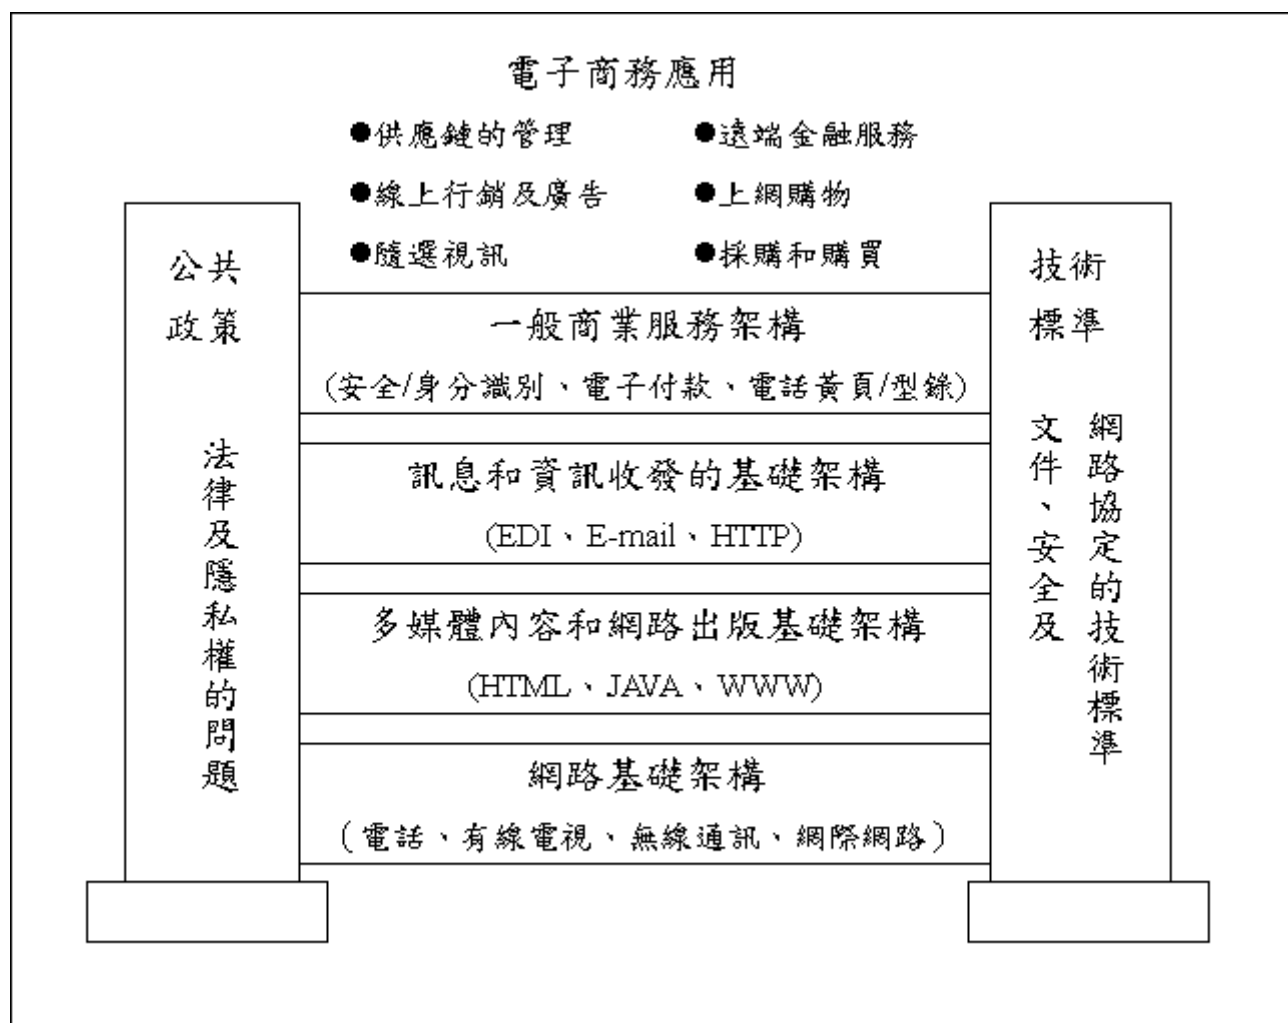 電子商務應用
●供應鏈的管理
●遠端金融服務
●線上行銷及廣告
●上網購物
●隨選視訊
●採購和購買
公共
政策
法律及隱私權的問題
一般商業服務架構
(安全/身分識別、電子付款、電話黃頁/型錄)
訊息和資訊收發的基礎架構
(EDI、E-mail、HTTP)
多媒體內容和網路出版基礎架構
(HTML、JAVA、WWW)
網路基礎架構
(電話、有線電視、無線通訊、網際網路)
技術
標準
文件、安全及
網路協定的技術標準